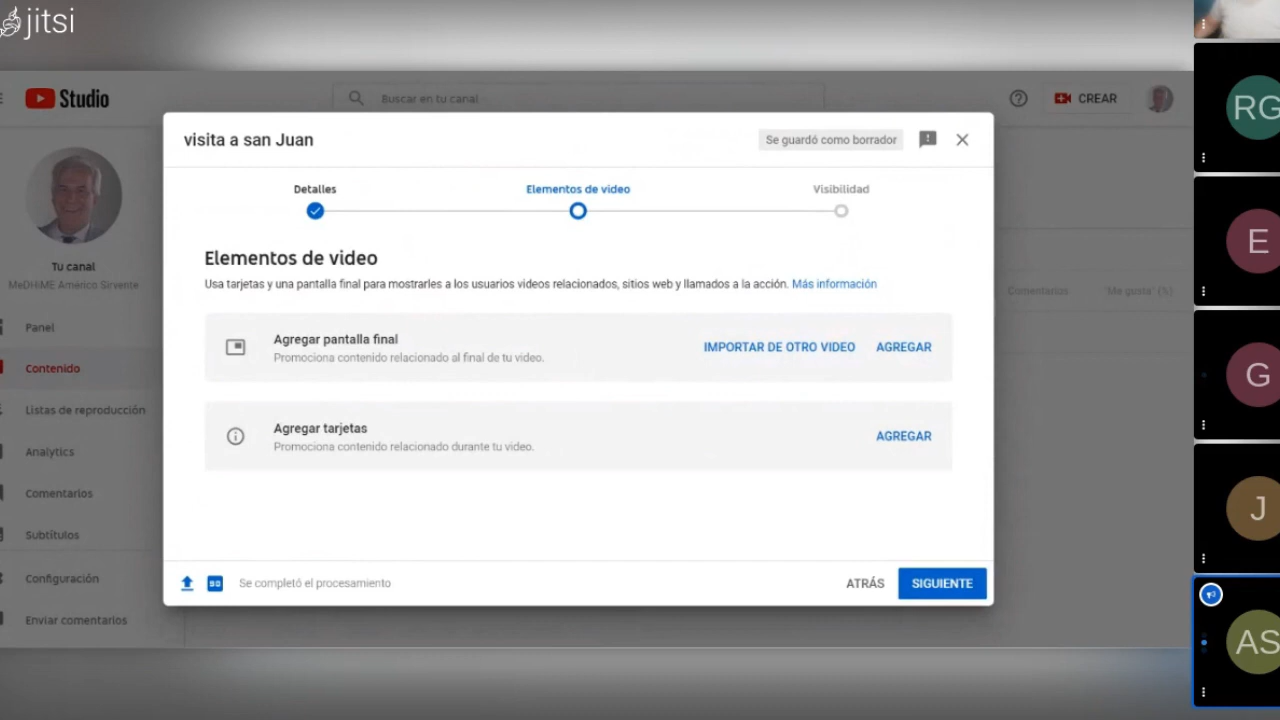 jitsi
Studio
Buscar en tu canal
CREAR
visita a san Juan
Se guardó como borrador
Detalles
Elementos de video
Visibilidad
Elementos de video
Usa tarjetas y una pantalla final para mostrarles a los usuarios videos relacionados, sitios web y llamados a la acción. Más información
Agregar pantalla final
Promociona contenido relacionado al final de tu video.
IMPORTAR DE OTRO VIDEO
AGREGAR
Agregar tarjetas
Promociona contenido relacionado durante tu video.
AGREGAR
Se completó el procesamiento
ATRÁS
SIGUIENTE
Tu canal
MeDHiME Americo Sirvente
Panel
Contenido
Listas de reproducción
Analytics
Comentarios
Subtítulos
Configuración
Enviar comentarios
Comentarios
"Me gusta" (%)
RG
E
G
J
AS